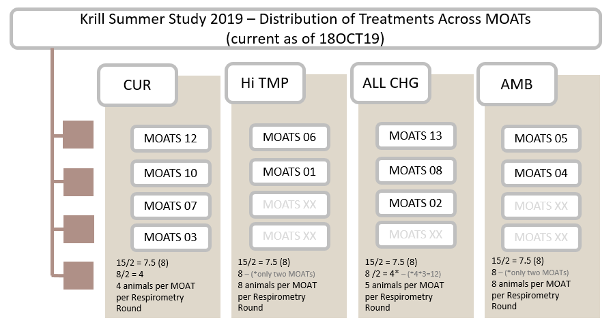 Krill Summer Study 2019 – Distribution of Treatments Across MOATs
(current as of 18OCT19)
CUR
MOATS 12
MOATS 10
MOATS 07
MOATS 03
15/2 = 7.5 (8)
8/2 = 4
4 animals per MOAT
per Respirometry
Round
Hi TMP
MOATS 06
MOATS 01
MOATS XX
MOATS XX
15/2 = 7.5 (8)
8 – (*only two MOATs)
8 animals per MOAT
per Respirometry
Round
ALL CHG
MOATS 13
MOATS 08
MOATS 02
15/2 = 7.5 (8)
8 /2 = 4* – (*4*3=12)
5 animals per MOAT
per Respirometry
Round
AMB
MOATS 05
MOATS 04
MOATS XX
MOATS XX
15/2 = 7.5 (8)
8 – (*only two MOATs)
8 animals per MOAT
per Respirometry
Round